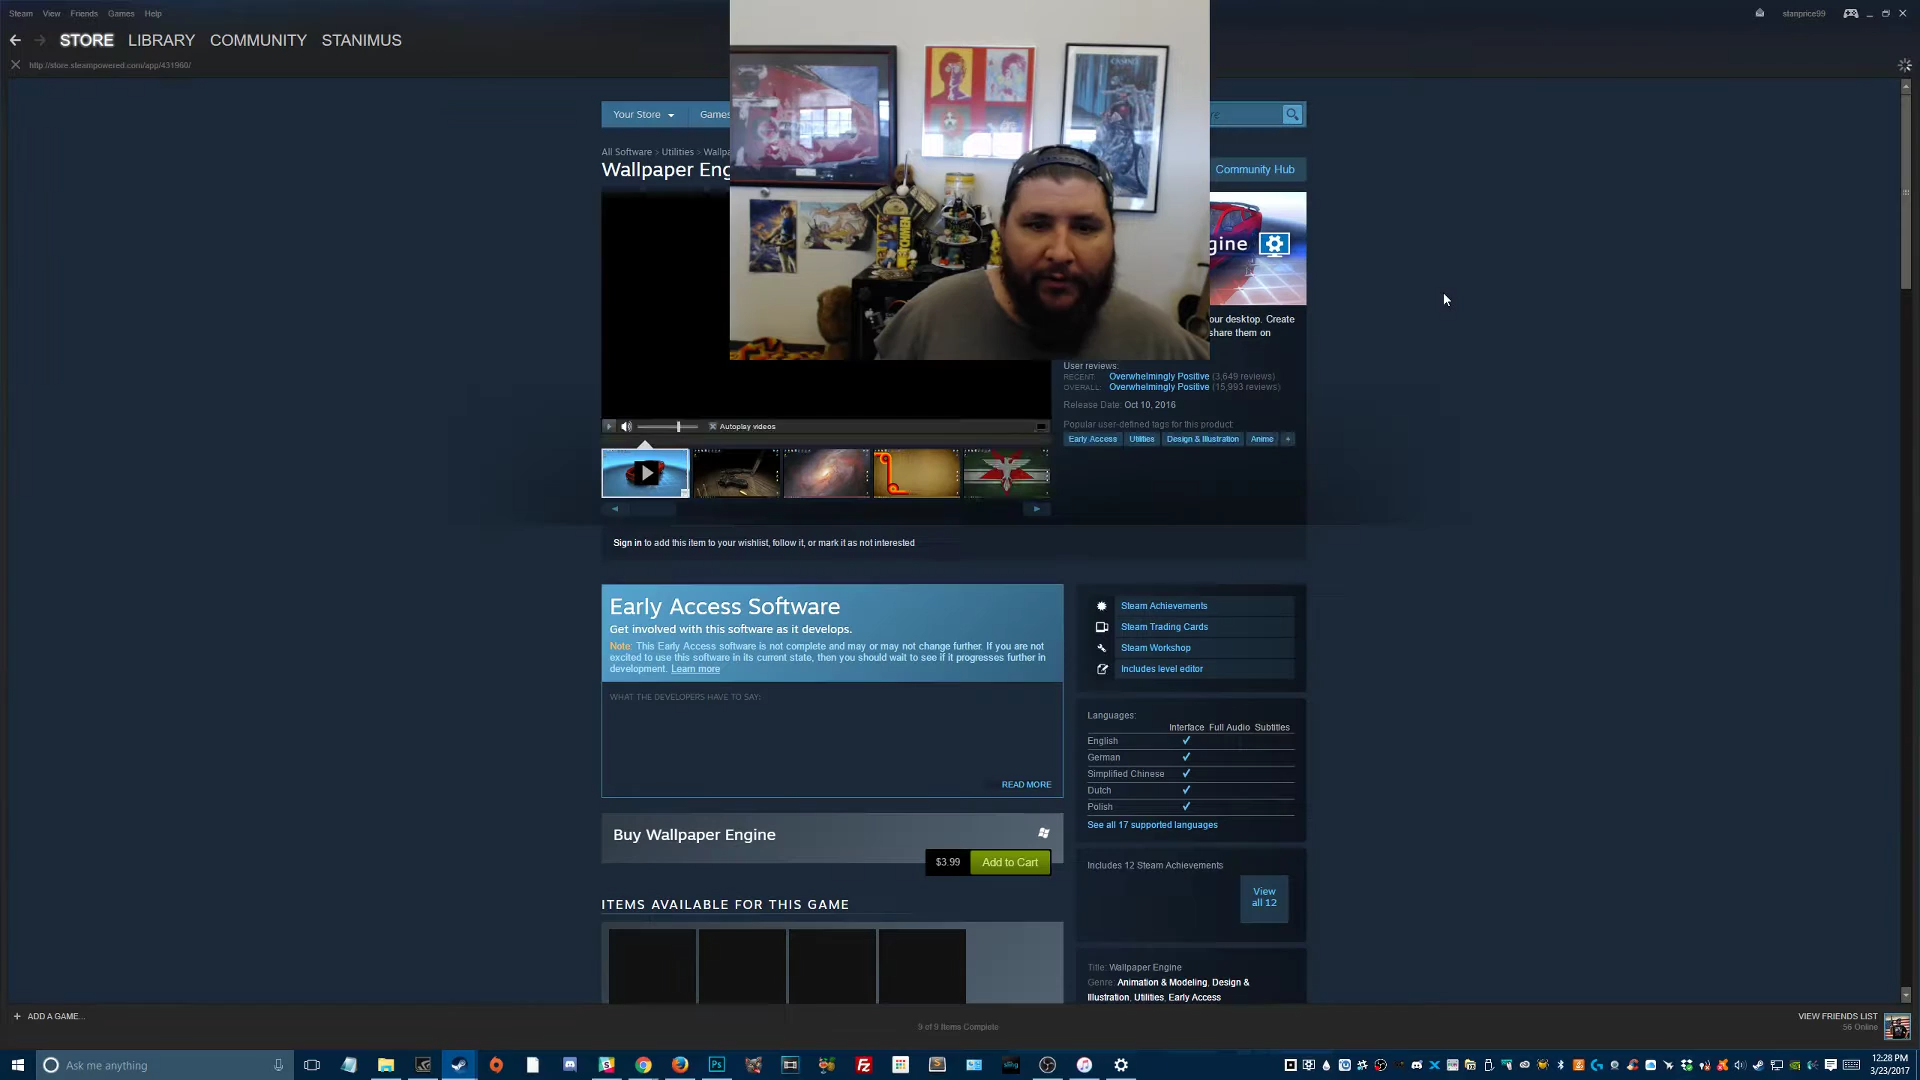 Steam View Friends Games Help
stanprice99
STORE LIBRARY COMMUNITY STANIMUS
http://store.steampowered.com/app/431960/
Your Store Games
All Software > Utilities > Wallp
Wallpaper Eng
Community Hub
CASINO
gine
our desktop. Create
share them on
User reviews:
RECENT: Overwhelmingly Positive (3,649 reviews)
OVERALL: Overwhelmingly Positive (15,993 reviews)
Release Date: Oct 10, 2016
Popular user-defined tags for this product:
Early Access Utilities Design & Illustration Anime +
Autoplay videos
Sign in to add this item to your wishlist, follow it, or mark it as not interested
Early Access Software
Get involved with this software as it develops.
Note: This Early Access software is not complete and may or may not change further. If you are not
excited to use this software in its current state, then you should wait to see if it progresses further in
development. Learn more
WHAT THE DEVELOPERS HAVE TO SAY:
READ MORE
Buy Wallpaper Engine
$3.99 Add to Cart
ITEMS AVAILABLE FOR THIS GAME
Steam Achievements
Steam Trading Cards
Steam Workshop
Includes level editor
Languages:
Interface Full Audio Subtitles
English ✓
German ✓
Simplified Chinese ✓
Dutch ✓
Polish ✓
See all 17 supported languages
Includes 12 Steam Achievements
View
all 12
Title: Wallpaper Engine
Genre: Animation & Modeling, Design &
Illustration, Utilities, Early Access
+ ADD A GAME...
9 of 9 Items Complete
VIEW FRIENDS LIST
56 Online
Ask me anything
12:28 PM
3/23/2017